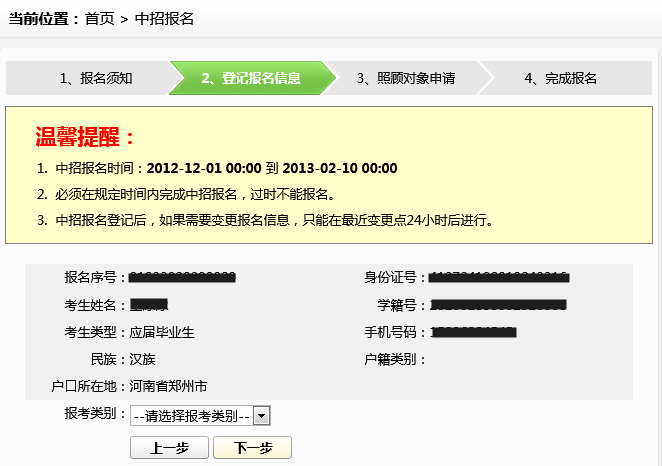 当前位置：首页 > 中招报名
1、报名须知
2、登记报名信息
3、照顾对象申请
4、完成报名
温馨提醒：
1. 中招报名时间：2012-12-01 00:00 到 2013-02-10 00:00
2. 必须在规定时间内完成中招报名，过时不能报名。
3. 中招报名登记后，如果需要变更报名信息，只能在最近变更点24小时后进行。
报名序号： 身份证号：
考生姓名： 学籍号：
考生类型：应届毕业生 手机号码：
民族：汉族 户籍类别：
户口所在地：河南省郑州市
报考类别：--请选择报考类别--
上一步 下一步